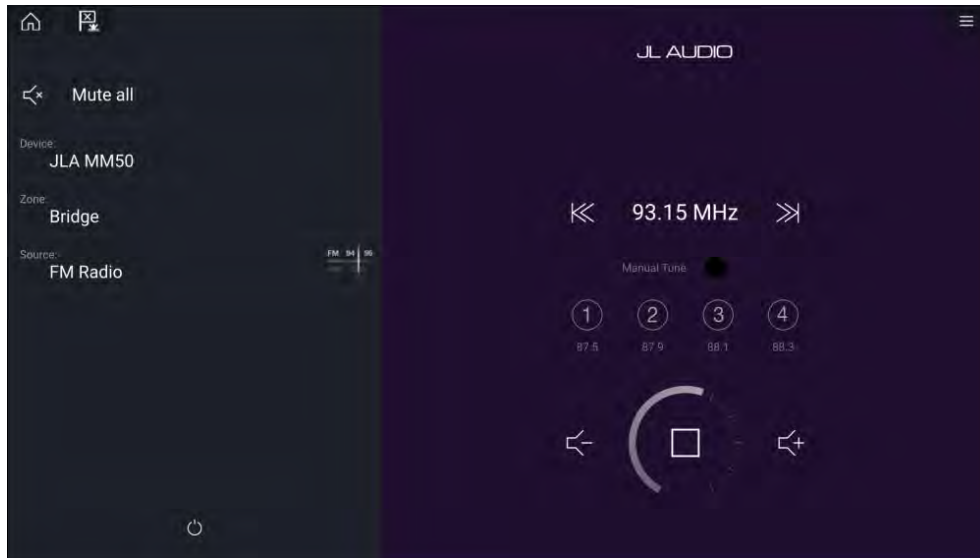 JL AUDIO
Mute all
Device:
JLA MM50
Zone:
Bridge
Source:
FM Radio
FM 94 95
93.15 MHz
Manual Tune
1 2 3 4
87.5 87.9 88.1 88.3